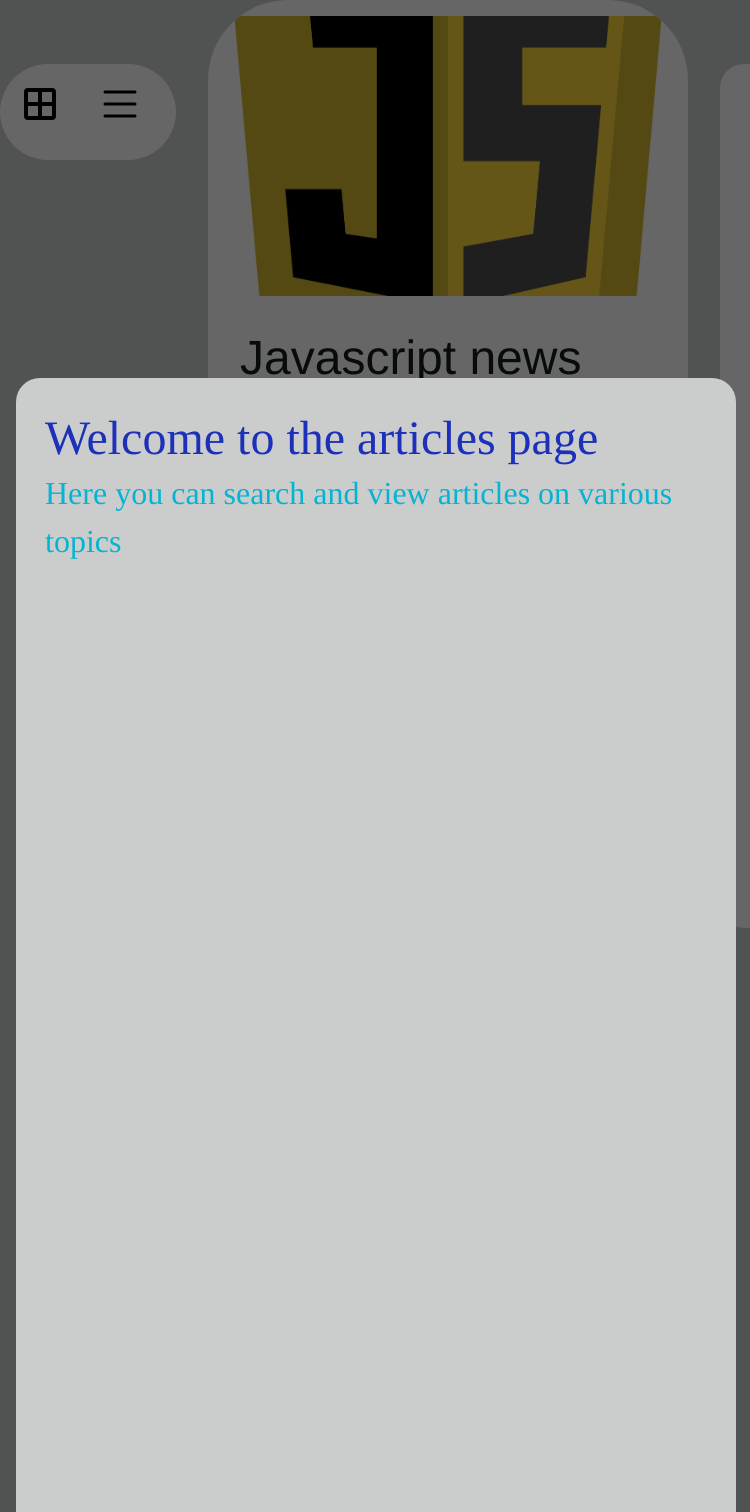 JS
Javascript news
Welcome to the articles page
Here you can search and view articles on various
topics